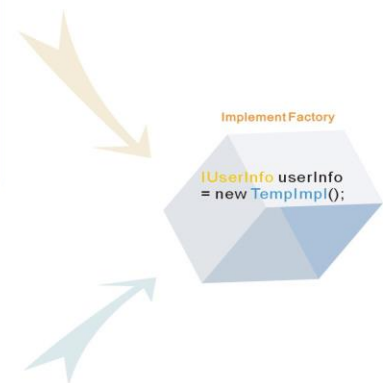 Implement Factory
IUserInfo userInfo
= new TempImpl();